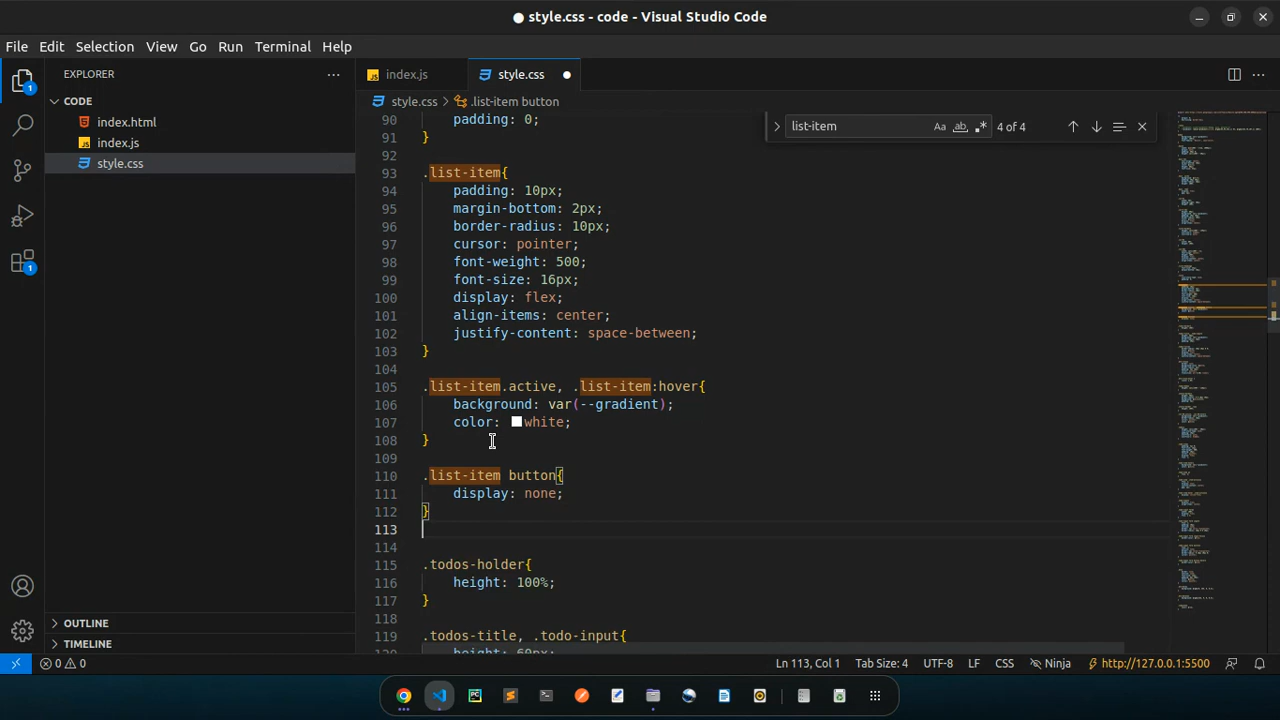 style.css - code - Visual Studio Code
File Edit Selection View Go Run Terminal Help
EXPLORER
index.js
style.css
CODE
style.css > .list-item button
index.html
index.js
style.css
list-item
Aa
ab
4 of 4
90 padding: 0;
91 }
92
93 .list-item{
94 padding: 10px;
95 margin-bottom: 2px;
96 border-radius: 10px;
97 cursor: pointer;
98 font-weight: 500;
99 font-size: 16px;
100 display: flex;
101 align-items: center;
102 justify-content: space-between;
103 }
104
105 .list-item.active, .list-item:hover{
106 background: var(--gradient);
107 color: white;
108 }
109
110 .list-item button{
111 display: none;
112 }
113
114
115 .todos-holder{
116 height: 100%;
117 }
118
119 .todos-title, .todo-input{
120 height: 60px;
1
1
OUTLINE
TIMELINE
0 0
Ln 113, Col 1 Tab Size: 4 UTF-8 LF CSS Ninja http://127.0.0.1:5500
PC